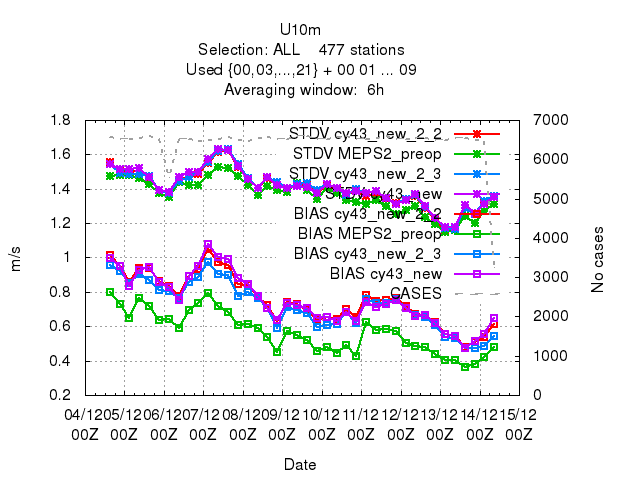 U10m
Selection: ALL 477 stations
Used {00,03,...,21} + 00 01 ... 09
Averaging window: 6h
1.8
1.6
1.4
1.2
1
0.8
0.6
0.4
0.2
m/s
7000
6000
5000
4000
3000
2000
1000
0
No cases
STDV cy43_new_2_2
STDV MEPS2_preop
STDV cy43_new_2_3
STDV cy43_new
BIAS cy43_new_2_2
BIAS MEPS2_preop
BIAS cy43_new_2_3
BIAS cy43_new
CASES
04/12 05/12 06/12 07/12 08/12 09/12 10/12 11/12 12/12 13/12 14/12 15/12
00Z 00Z 00Z 00Z 00Z 00Z 00Z 00Z 00Z 00Z 00Z 00Z
Date